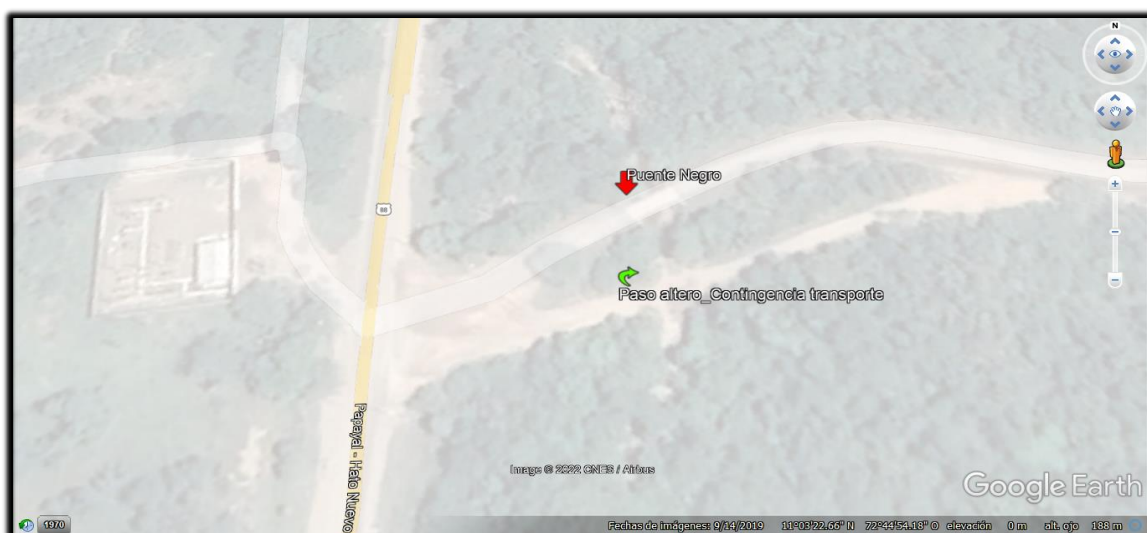 N
Puente Negro
88
Paso altero_Contingencia transporte
Papayal - Hato Nuevo
Image © 2022 CNES / Airbus
Google Earth
1970
Fechas de imágenes: 9/14/2019 11°03'22.66" N 72°44'54.18" O elevación 0 m alt. ojo 188 m